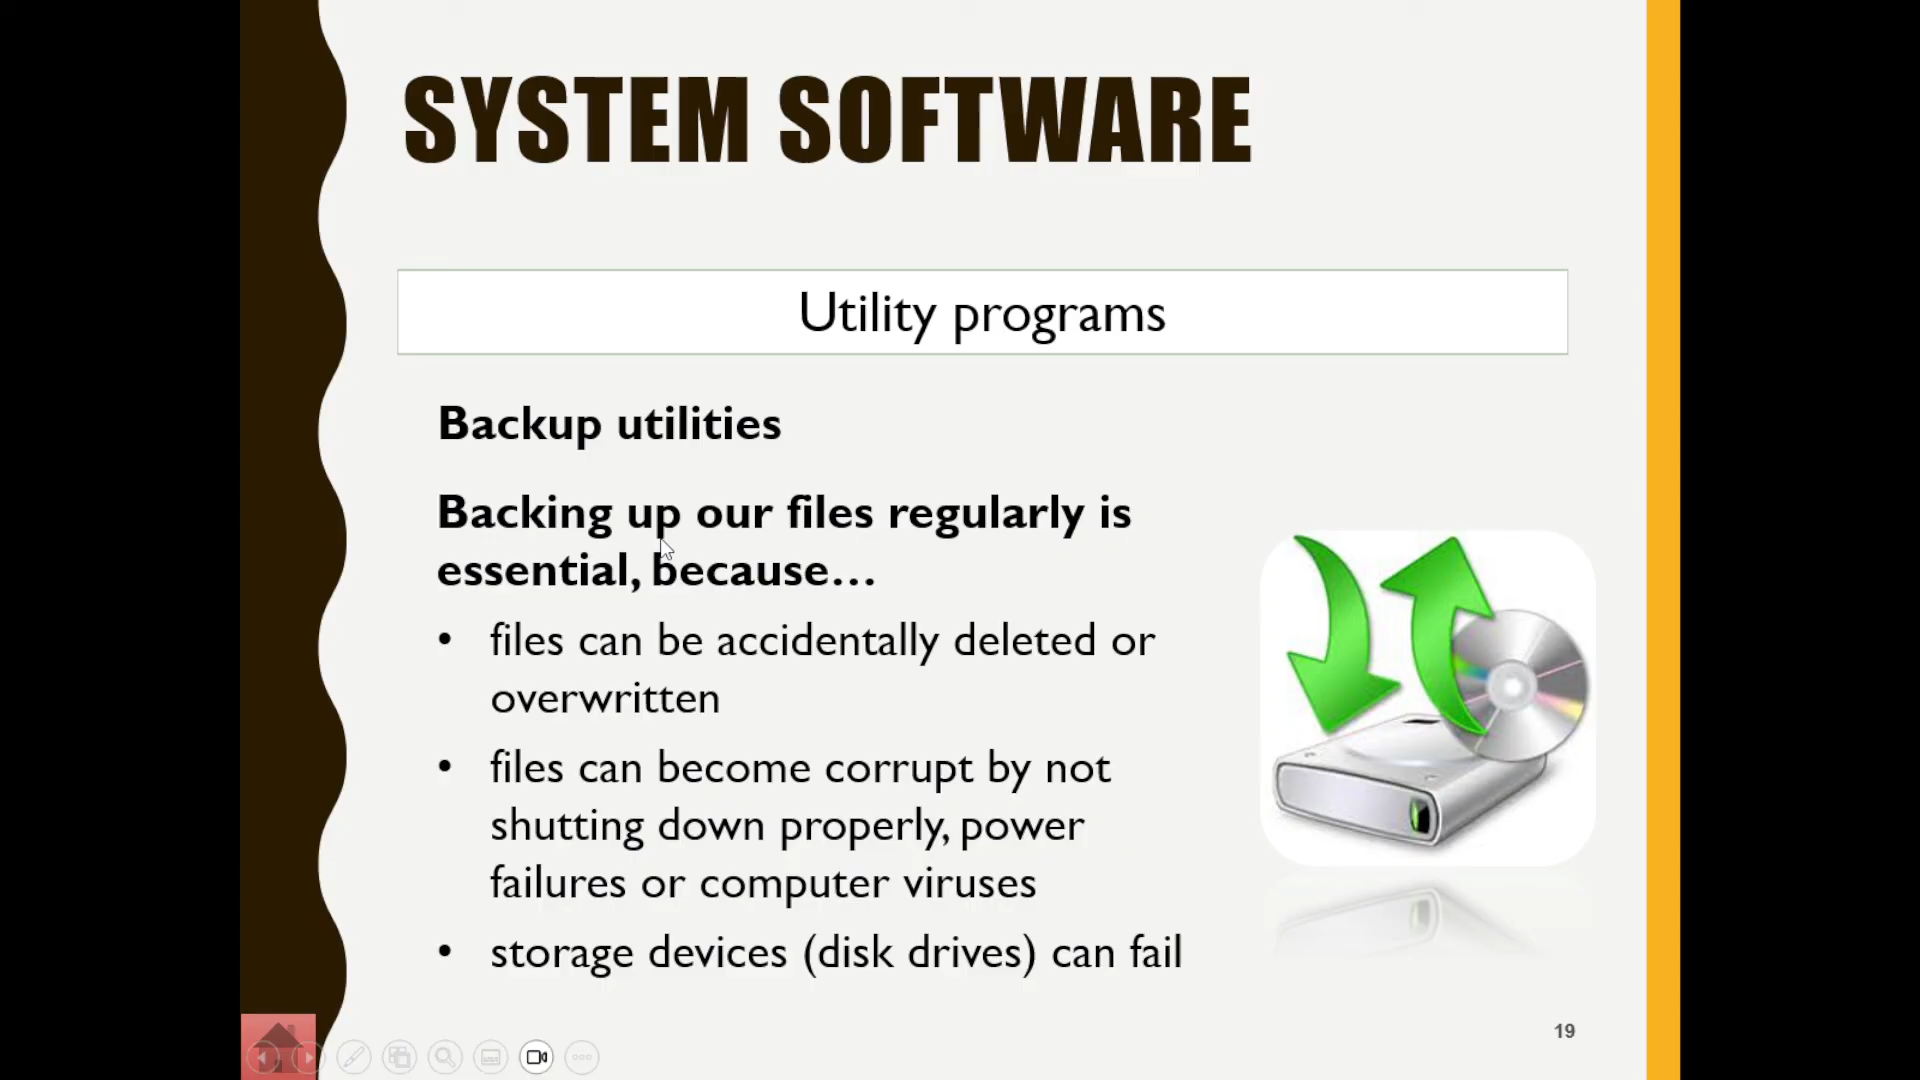 SYSTEM SOFTWARE
Utility programs
Backup utilities
Backing up our files regularly is
essential, because…
• files can be accidentally deleted or
overwritten
• files can become corrupt by not
shutting down properly, power
failures or computer viruses
• storage devices (disk drives) can fail
19